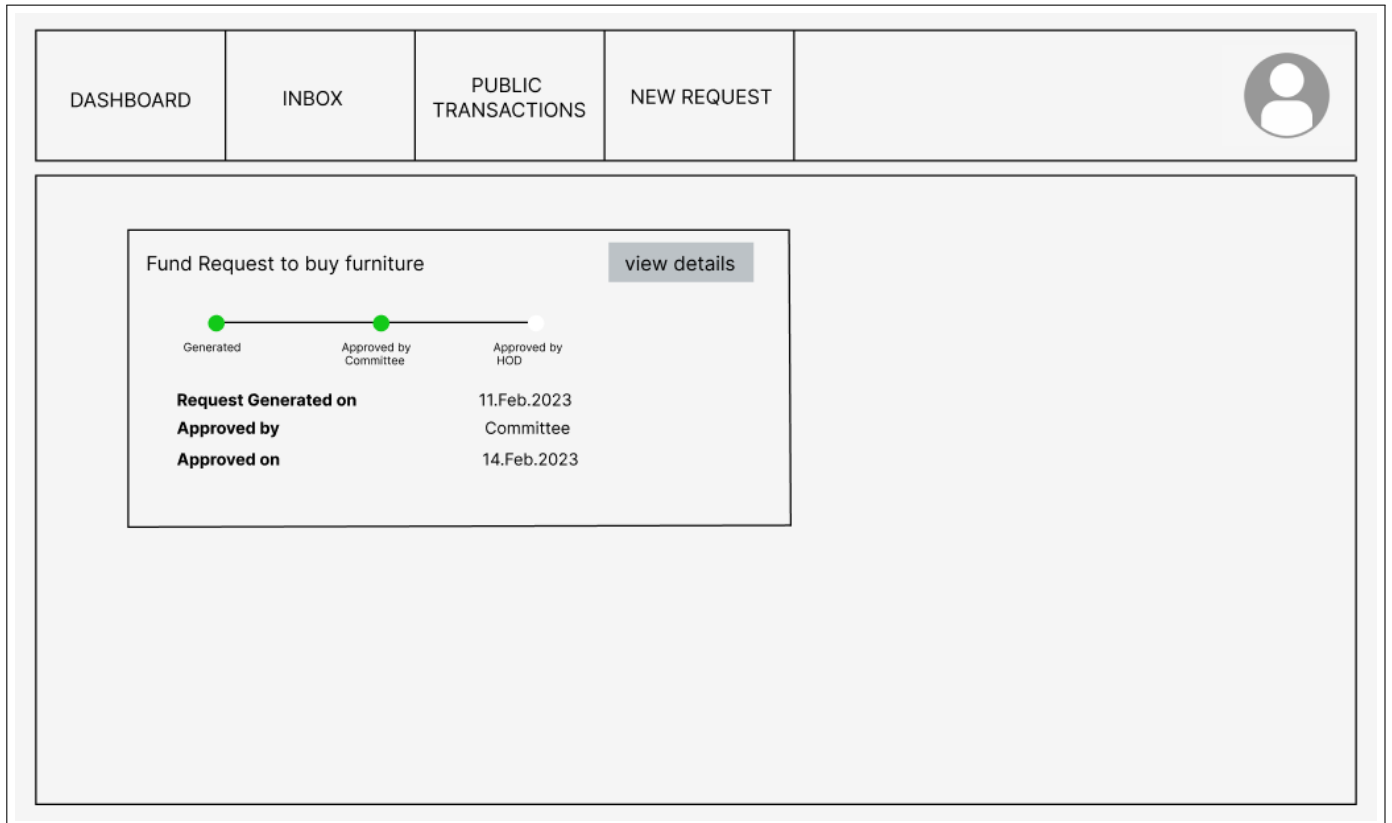 DASHBOARD
INBOX
PUBLIC
TRANSACTIONS
NEW REQUEST
Fund Request to buy furniture
view details
Generated
Approved by
Committee
Approved by
HOD
Request Generated on 11.Feb.2023
Approved by Committee
Approved on 14.Feb.2023